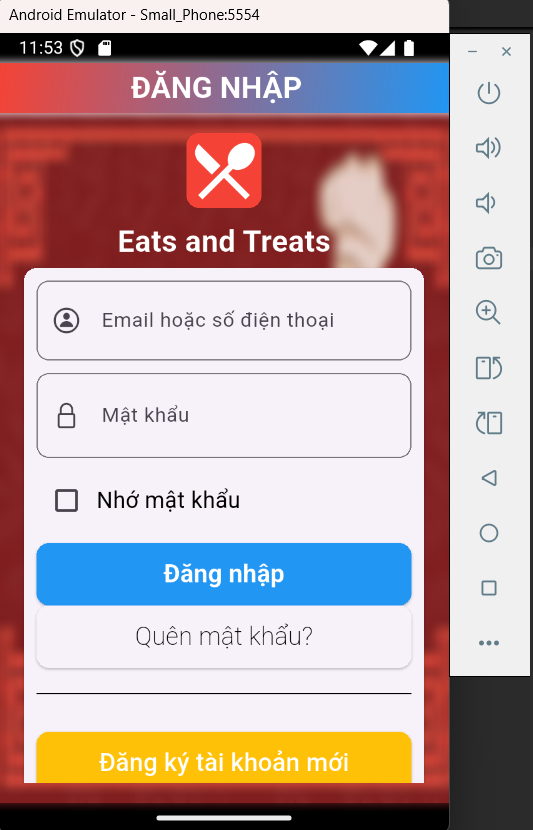 Android Emulator - Small_Phone:5554
11:53
ĐĂNG NHẬP
Eats and Treats
Email hoặc số điện thoại
Mật khẩu
Nhớ mật khẩu
Đăng nhập
Quên mật khẩu?
Đăng ký tài khoản mới